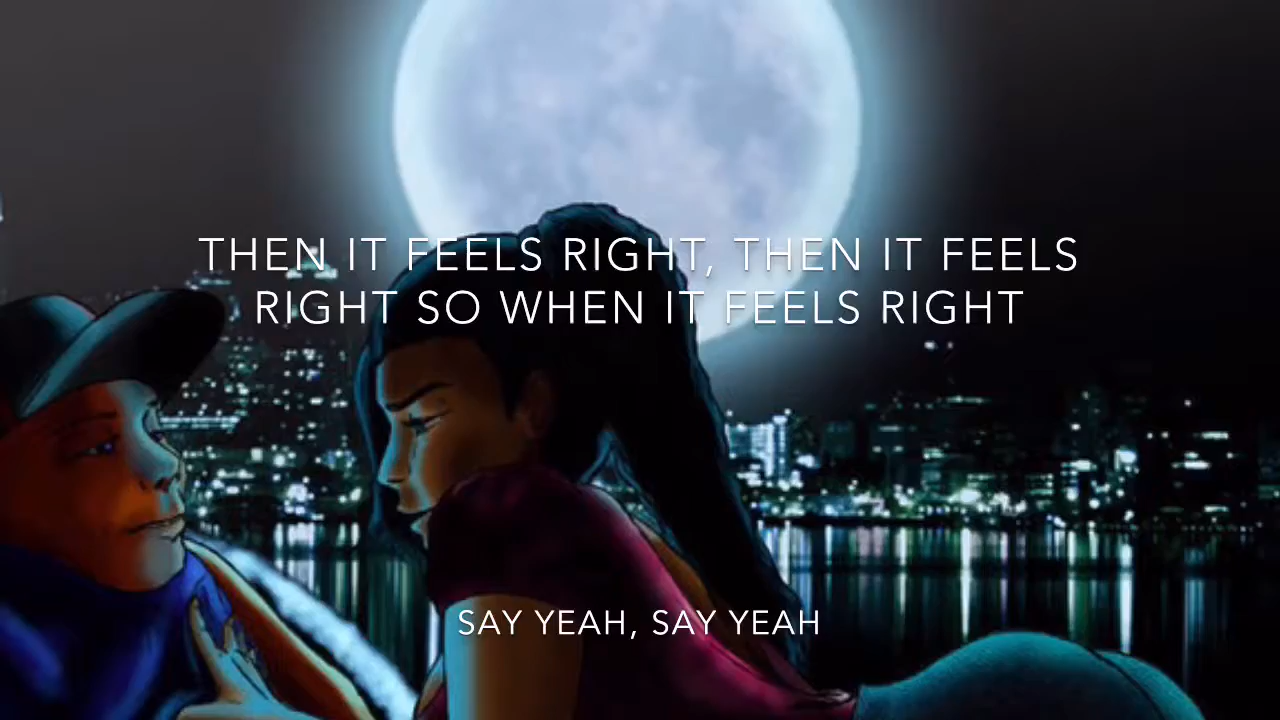 THEN IT FEELS RIGHT, THEN IT FEELS
RIGHT SO WHEN IT FEELS RIGHT
SAY YEAH, SAY YEAH